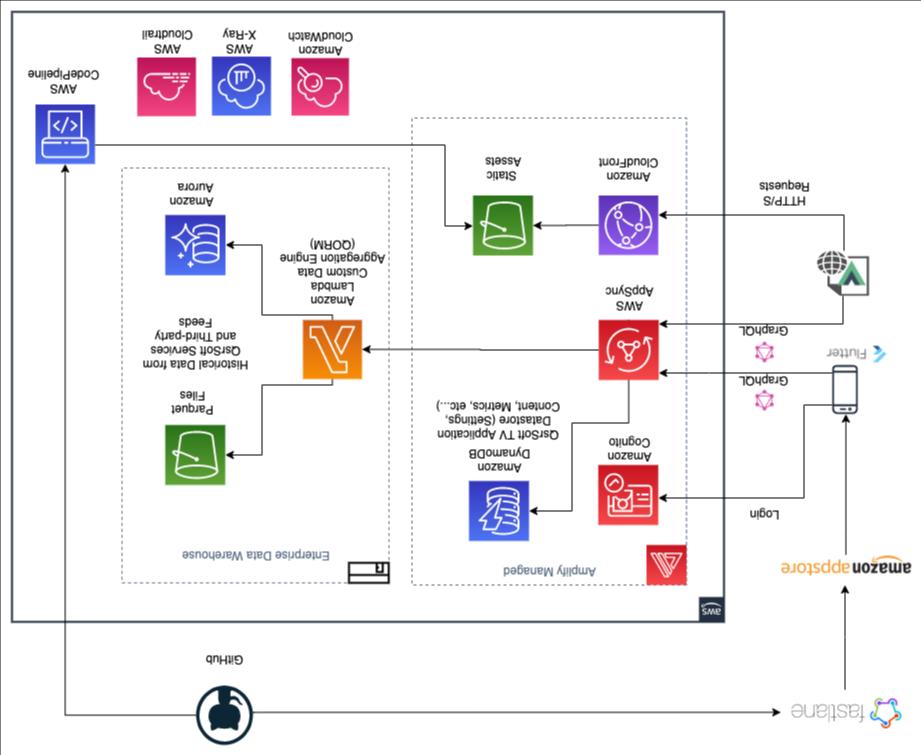 fastlane
GitHub
aws
amazon appstore
Amplify Managed
Enterprise Data Warehouse
Login
Amazon
Cognito
Amazon
DynamoDB
QsrSoft TV Application
Datastore (Settings,
Content, Metrics, etc...)
Parquet
Files
Flutter
GraphQL
GraphQL
AWS
AppSync
Amazon
Lambda
Custom Data
Aggregation Engine
(QORM)
Historical Data from
QsrSoft Services
and Third-party
Feeds
HTTP/S
Requests
Amazon
CloudFront
Static
Assets
Amazon
Aurora
AWS
CodePipeline
Amazon
CloudWatch
AWS
X-Ray
AWS
Cloudtrail